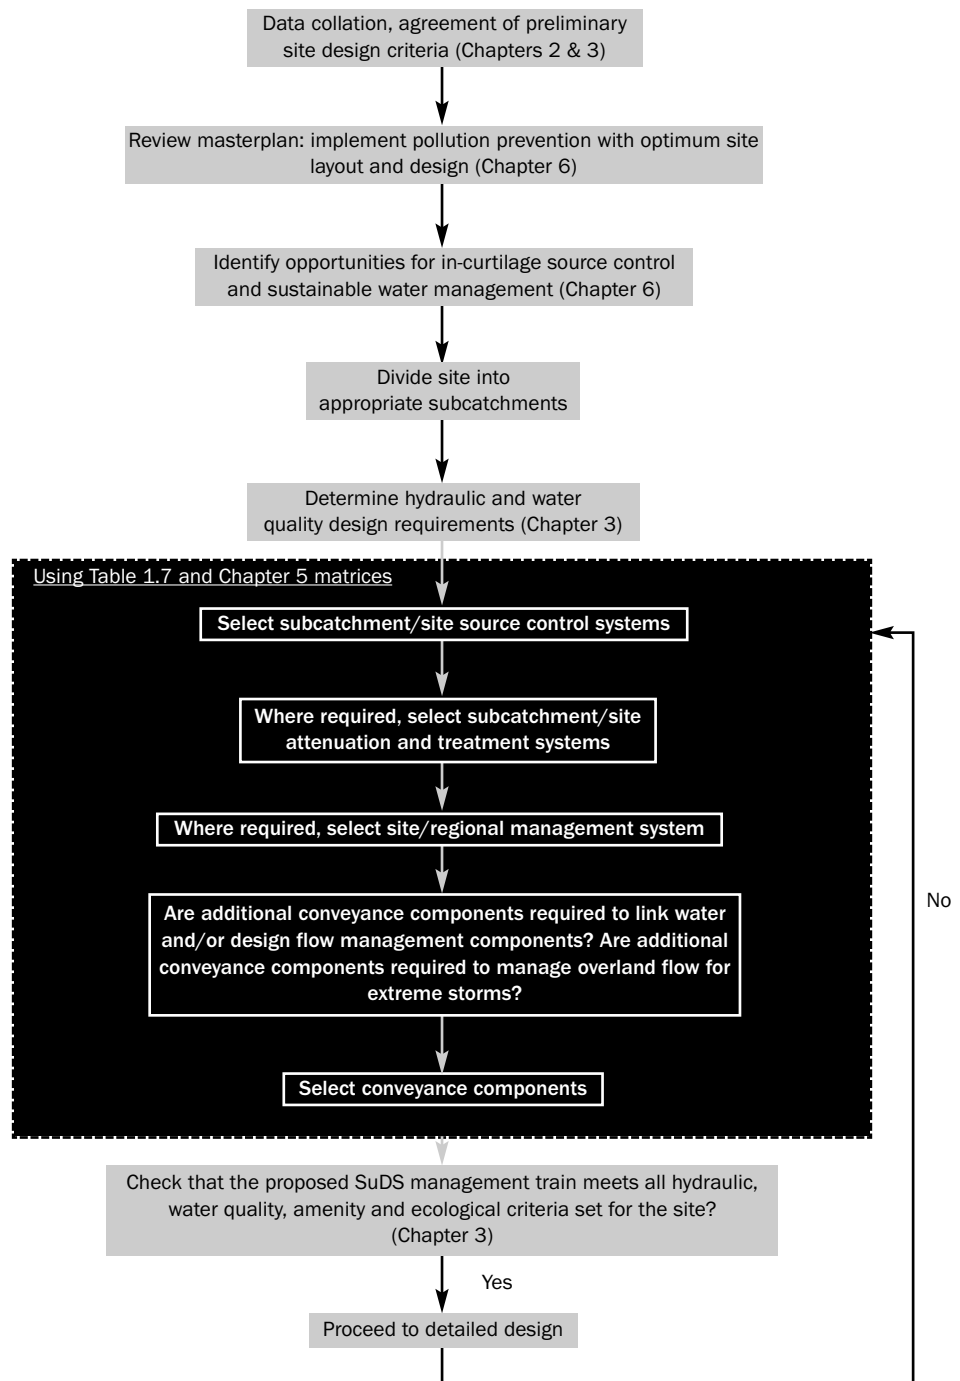 Data collation, agreement of preliminary
site design criteria (Chapters 2 & 3)
Review masterplan: implement pollution prevention with optimum site
layout and design (Chapter 6)
Identify opportunities for in-curtilage source control
and sustainable water management (Chapter 6)
Divide site into
appropriate subcatchments
Determine hydraulic and water
quality design requirements (Chapter 3)
Using Table 1.7 and Chapter 5 matrices
Select subcatchment/site source control systems
Where required, select subcatchment/site
attenuation and treatment systems
Where required, select site/regional management system
Are additional conveyance components required to link water
and/or design flow management components? Are additional
conveyance components required to manage overland flow for
extreme storms?
Select conveyance components
No
Check that the proposed SuDS management train meets all hydraulic,
water quality, amenity and ecological criteria set for the site?
(Chapter 3)
Yes
Proceed to detailed design